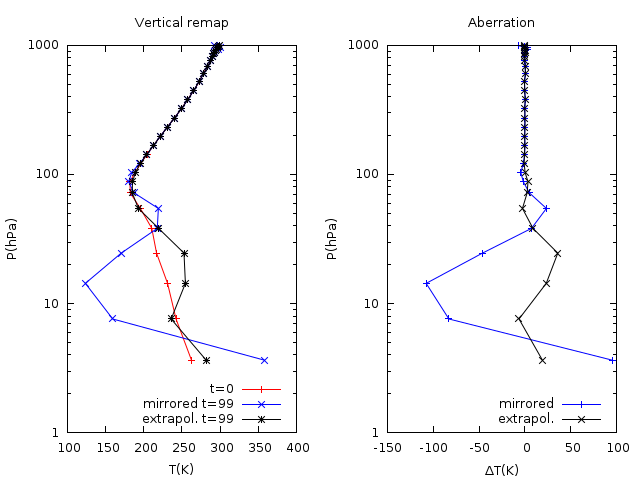 Vertical remap
1000
100
10
1
P(hPa)
t=0
mirrored t=99
extrapol. t=99
100 150 200 250 300 350 400
T(K)
Aberration
1000
100
10
1
P(hPa)
mirrored
extrapol.
-150 -100 -50 0 50 100
ΔT(K)